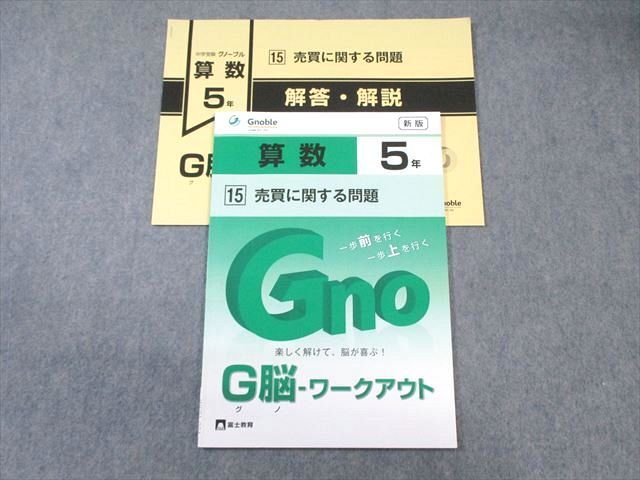 中学受験 グノーブル
算数
5年
15 売買に関する問題
解答・解説
G
グ
noble
Gnoble
新版
算数 5年
15 売買に関する問題
一歩前を行く
一歩上を行く
Gno
楽しく解けて、脳が喜ぶ！
G脳-ワークアウト
グ ノ
富士教育